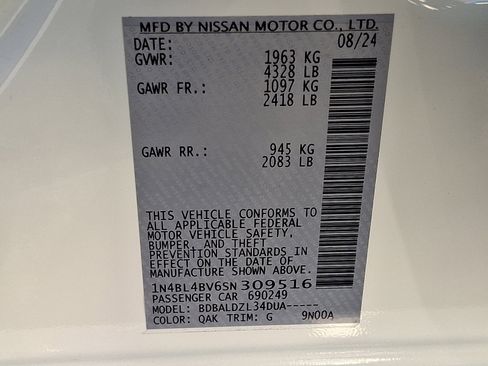 MFD BY NISSAN MOTOR CO., LTD.
DATE: 08/24
GVWR: 1963 KG
4328 LB
GAWR FR.: 1097 KG
2418 LB
GAWR RR.: 945 KG
2083 LB
THIS VEHICLE CONFORMS TO
ALL APPLICABLE FEDERAL
MOTOR VEHICLE SAFETY,
BUMPER, AND THEFT
PREVENTION STANDARDS IN
EFFECT ON THE DATE OF
MANUFACTURE SHOWN ABOVE.
1N4BL4BV6SN309516
PASSENGER CAR 690249
MODEL: BDBALDZL34DUA-----
COLOR: QAK TRIM: G 9N00A